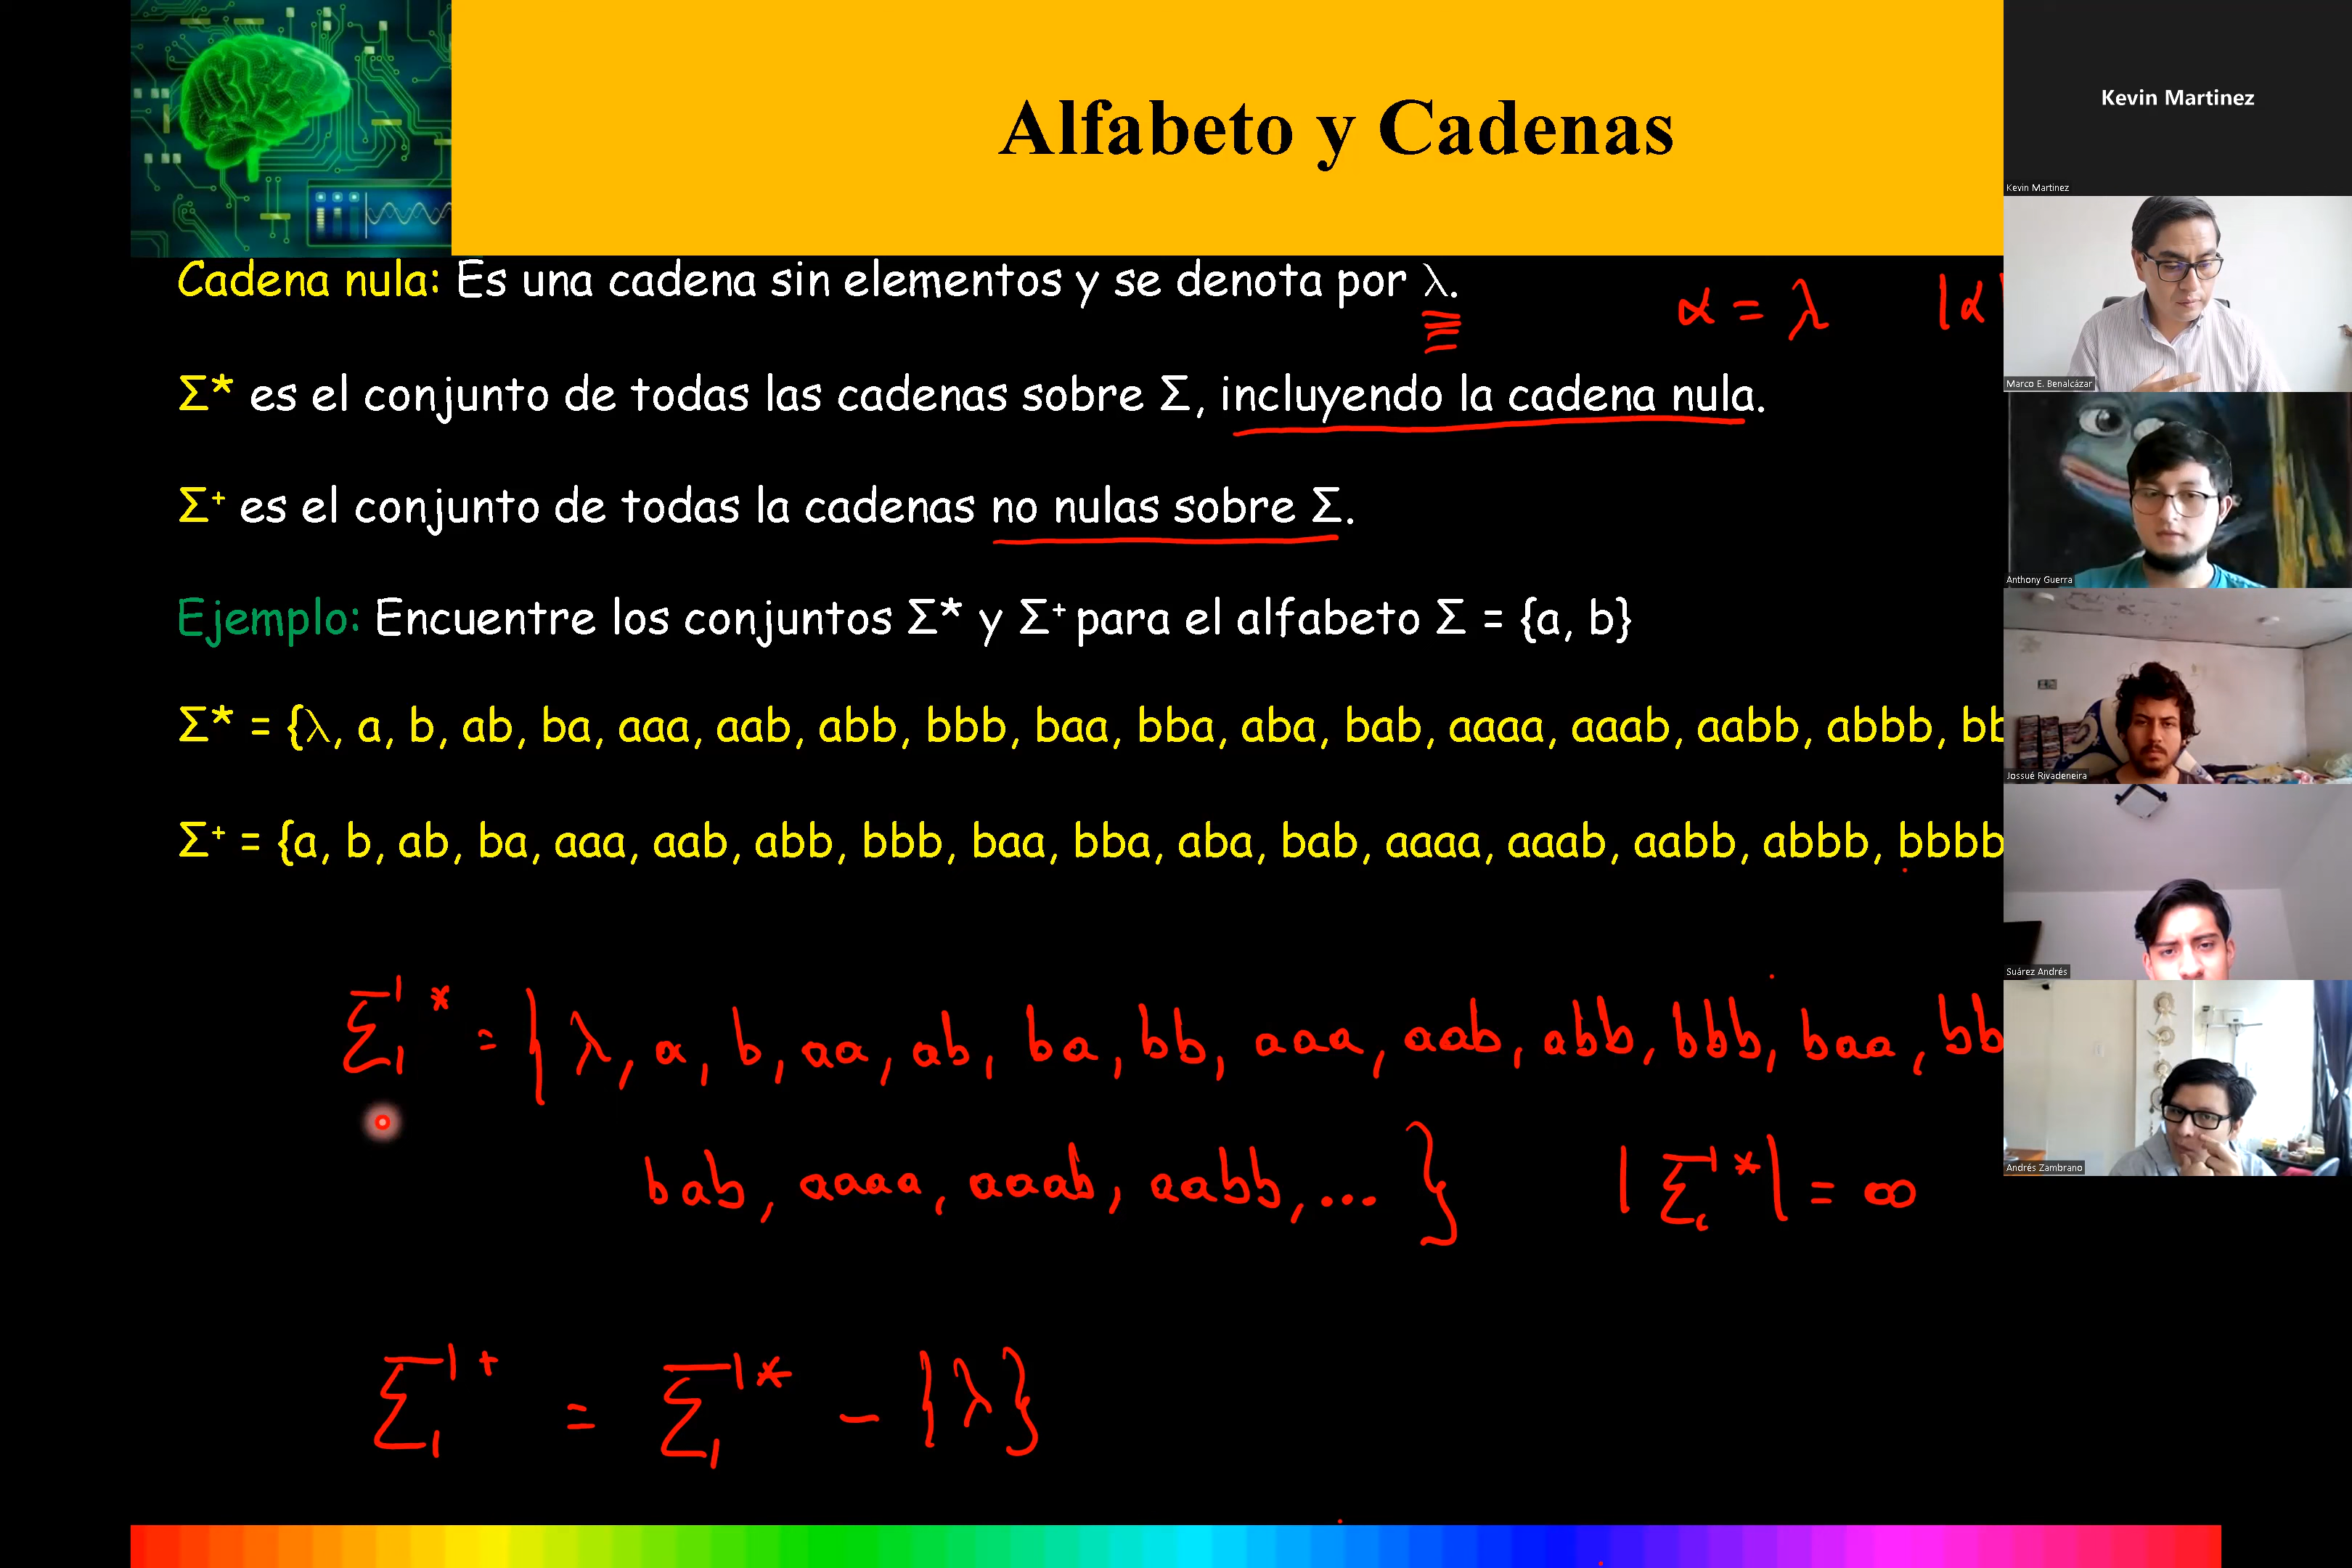 Alfabeto y Cadenas
Cadena nula: Es una cadena sin elementos y se denota por λ.
α = λ |α
Σ* es el conjunto de todas las cadenas sobre Σ, incluyendo la cadena nula.
Σ⁺ es el conjunto de todas la cadenas no nulas sobre Σ.
Ejemplo: Encuentre los conjuntos Σ* y Σ⁺ para el alfabeto Σ = {a, b}
Σ* = {λ, a, b, ab, ba, aaa, aab, abb, bbb, baa, bba, aba, bab, aaaa, aaab, aabb, abbb, bb
Σ⁺ = {a, b, ab, ba, aaa, aab, abb, bbb, baa, bba, aba, bab, aaaa, aaab, aabb, abbb, bbbb
Σ* = { λ, a, b, aa, ab, ba, bb, aaa, aab, abb, bbb, baa, bb
bab, aaaa, aaab, aabb, ... }
|Σ*| = ∞
Σ⁺ = Σ* - {λ}
Kevin Martinez
Kevin Martinez
Marco E. Benalcázar
Anthony Guerra
Jossué Rivadeneira
Suárez Andrés
Andrés Zambrano